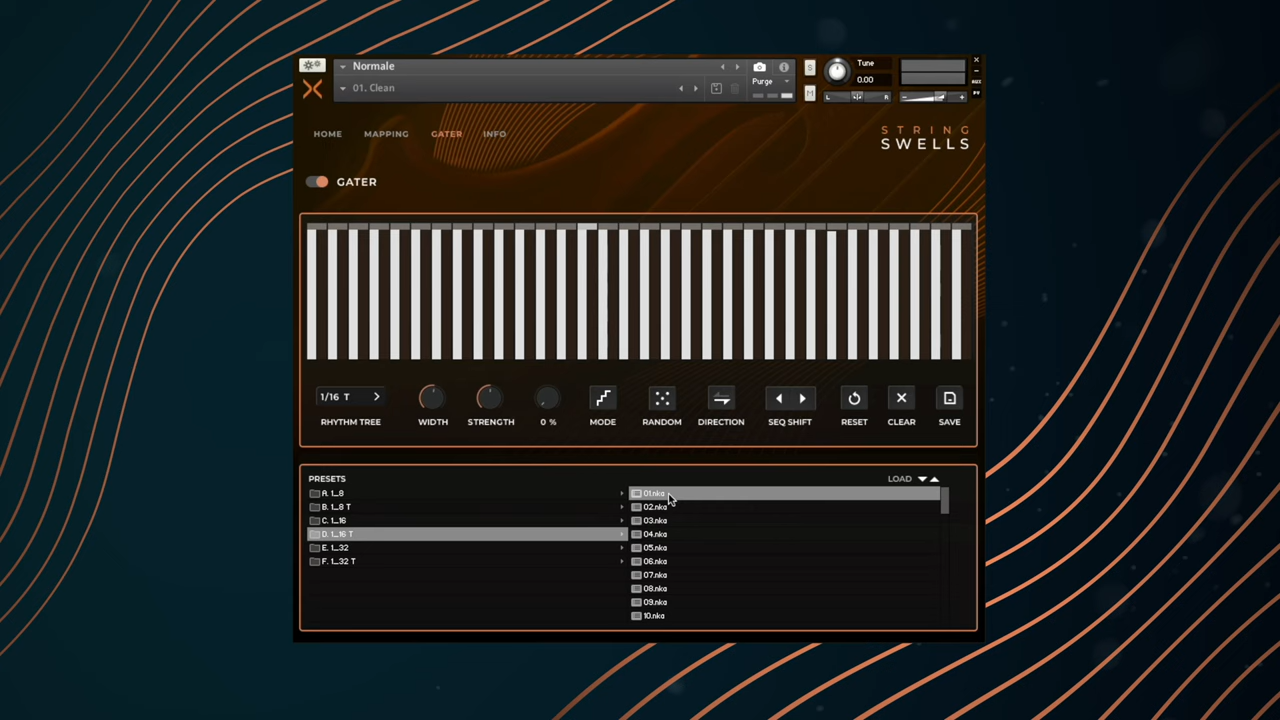 Normale
01. Clean
Purge
S
M
Tune
0.00
L
R
AUX
PV
HOME
MAPPING
GATER
INFO
STRING
SWELLS
GATER
1/16 T
RHYTHM TREE
WIDTH
STRENGTH
0 %
MODE
RANDOM
DIRECTION
SEQ SHIFT
RESET
CLEAR
SAVE
PRESETS
LOAD
A. 1_8
B. 1_8 T
C. 1_16
D. 1_16 T
E. 1_32
F. 1_32 T
01.nka
02.nka
03.nka
04.nka
05.nka
06.nka
07.nka
08.nka
09.nka
10.nka